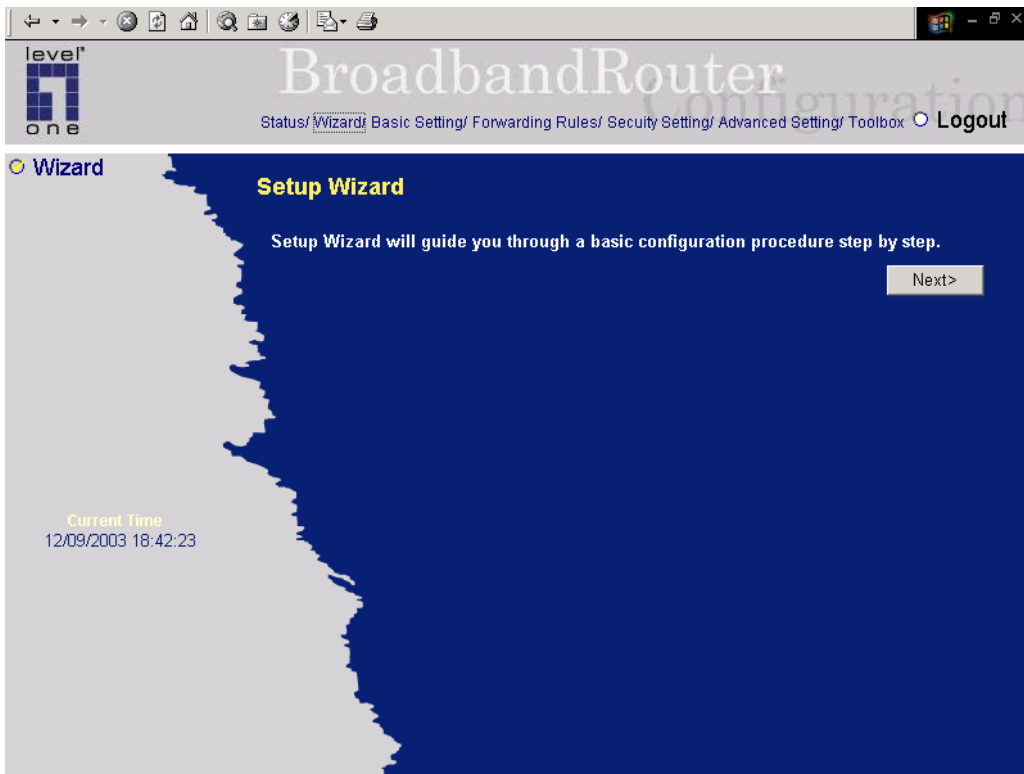 level
one
BroadbandRouter
Configuration
Status/ Wizard/ Basic Setting/ Forwarding Rules/ Secuity Setting/ Advanced Setting/ Toolbox
Logout
Wizard
Setup Wizard
Setup Wizard will guide you through a basic configuration procedure step by step.
Next>
Current Time
12/09/2003 18:42:23